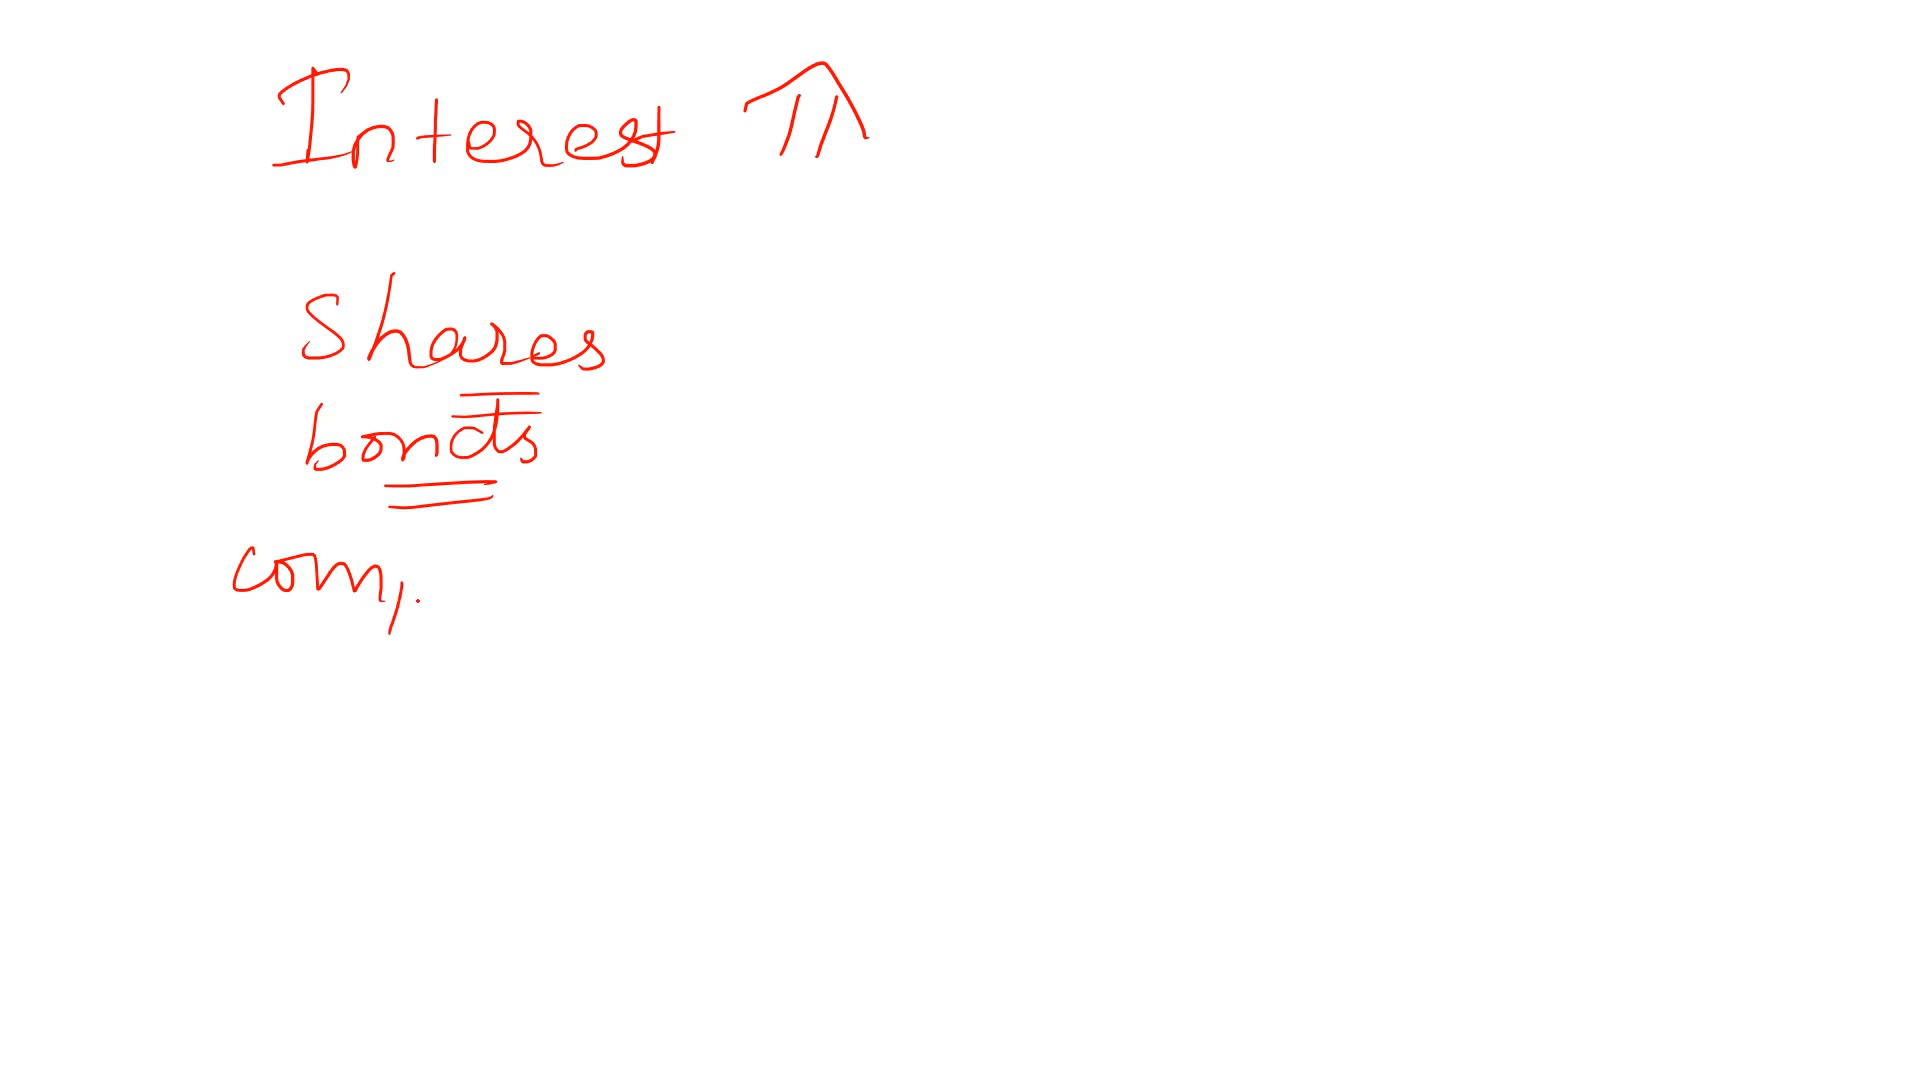 Interest ⇑
Shares
bonds
com,.